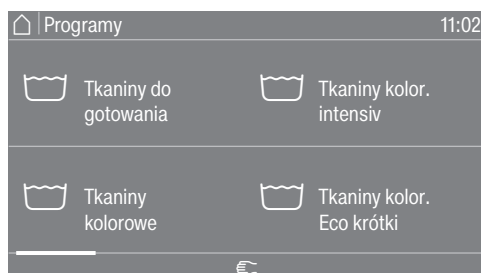 Programy 11:02
Tkaniny do
gotowania
Tkaniny kolor.
intensiv
Tkaniny
kolorowe
Tkaniny kolor.
Eco krótki